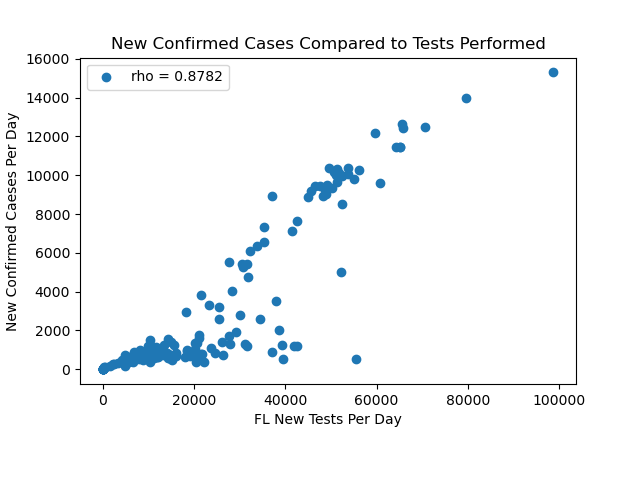 New Confirmed Cases Compared to Tests Performed
rho = 0.8782
New Confirmed Caeses Per Day
16000
14000
12000
10000
8000
6000
4000
2000
0
0 20000 40000 60000 80000 100000
FL New Tests Per Day